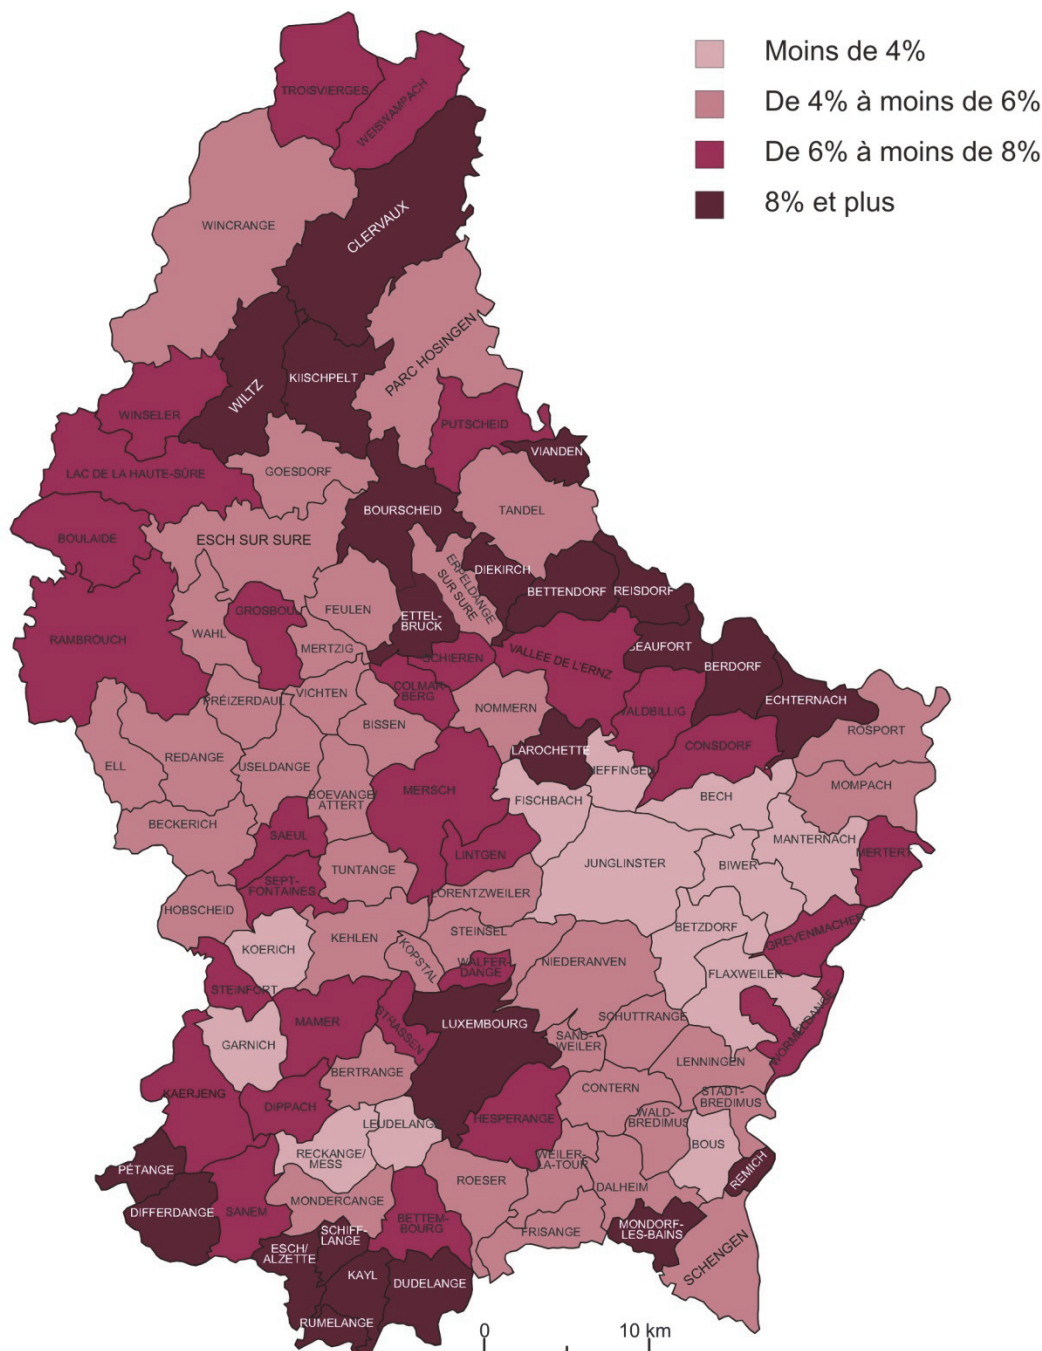 Moins de 4%
De 4% à moins de 6%
De 6% à moins de 8%
8% et plus
TROISVIERGES
WEISWAMPACH
WINCRANGE
CLERVAUX
PARC HOSINGEN
KIISCHPELT
WILTZ
WINSELER
PUTSCHEID
VIANDEN
LAC DE LA HAUTE-SÛRE
GOESDORF
BOURSCHEID
TANDEL
BOULAIDE
ESCH SUR SURE
ERPELDANGE
SUR SURE
DIEKIRCH
BETTENDORF
REISDORF
RAMBROUCH
WAHL
GROSBOU
FEULEN
ETTEL-
BRUCK
MERTZIG
SCHIEREN
VALLEE DE L'ERNZ
BEAUFORT
BERDORF
ECHTERNACH
PRÉIZERDAUL
VICHTEN
COLMAR-
BERG
BISSEN
NOMMERN
WALDBILLIG
CONSDORF
ROSPORT
ELL
REDANGE
USELDANGE
LAROCHETTE
HEFFINGEN
MOMPACH
BOEVANGE/
ATTERT
MERSCH
FISCHBACH
BECH
BECKERICH
SAEUL
LINTGEN
JUNGLINSTER
BIWER
MANTERNACH
MERTERT
SEPT-
FONTAINES
TUNTANGE
LORENTZWEILER
HOBSCHEID
KOERICH
KEHLEN
KOPSTAL
STEINSEL
BETZDORF
GREVENMACHER
WALFER-
DANGE
NIEDERANVEN
FLAXWEILER
STEINFORT
MAMER
STRASSEN
LUXEMBOURG
SCHUTTRANGE
WORMELDANGE
GARNICH
SAND-
WEILER
LENNINGEN
BERTRANGE
KAERJENG
DIPPACH
CONTERN
STADT-
BREDIMUS
LEUDELANGE
HESPERANGE
WALD-
BREDIMUS
BOUS
RECKANGE/
MESS
WEILER-
LA-TOUR
REMICH
PÉTANGE
ROESER
DALHEIM
MONDERCANGE
DIFFERDANGE
SANEM
BETTEM-
BOURG
FRISANGE
MONDORF-
LES-BAINS
SCHIFF-
LANGE
ESCH/
ALZETTE
KAYL
DUDELANGE
SCHENGEN
RUMELANGE
0
10 km